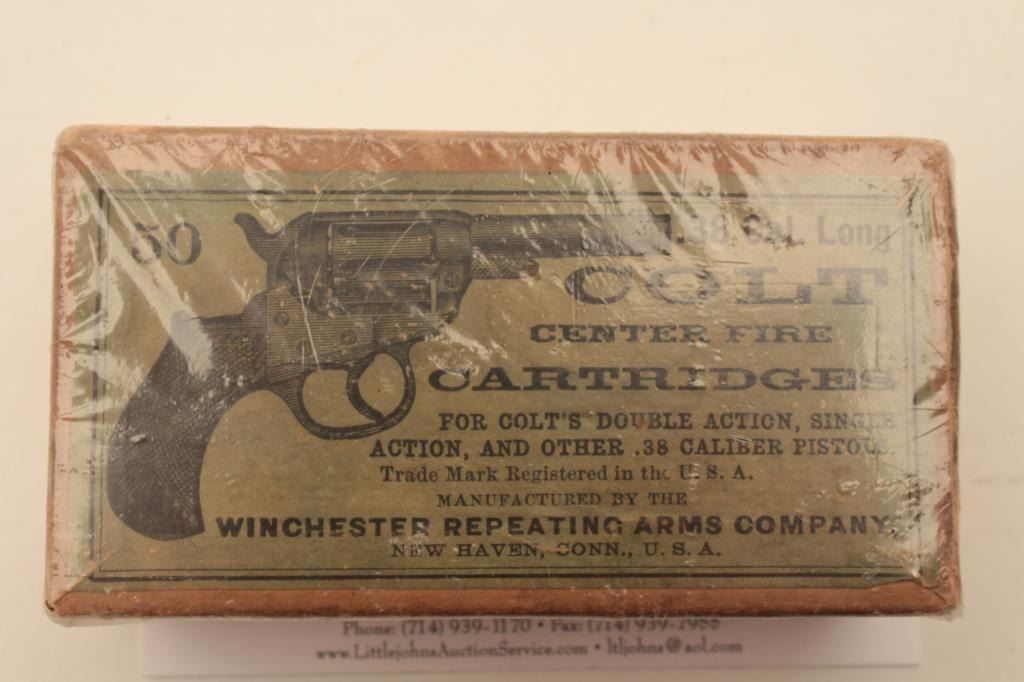 50
.38 Cal Long
COLT
CENTER FIRE
CARTRIDGES
FOR COLT'S DOUBLE ACTION, SINGLE
ACTION, AND OTHER .38 CALIBER PISTOLS.
Trade Mark Registered in the U. S. A.
MANUFACTURED BY THE
WINCHESTER REPEATING ARMS COMPANY,
NEW HAVEN, CONN., U. S. A.
Phone: (714) 939-1170 • Fax: (714) 939-7955
www.LittlejohnsAuctionService.com • ltljohns@aol.com